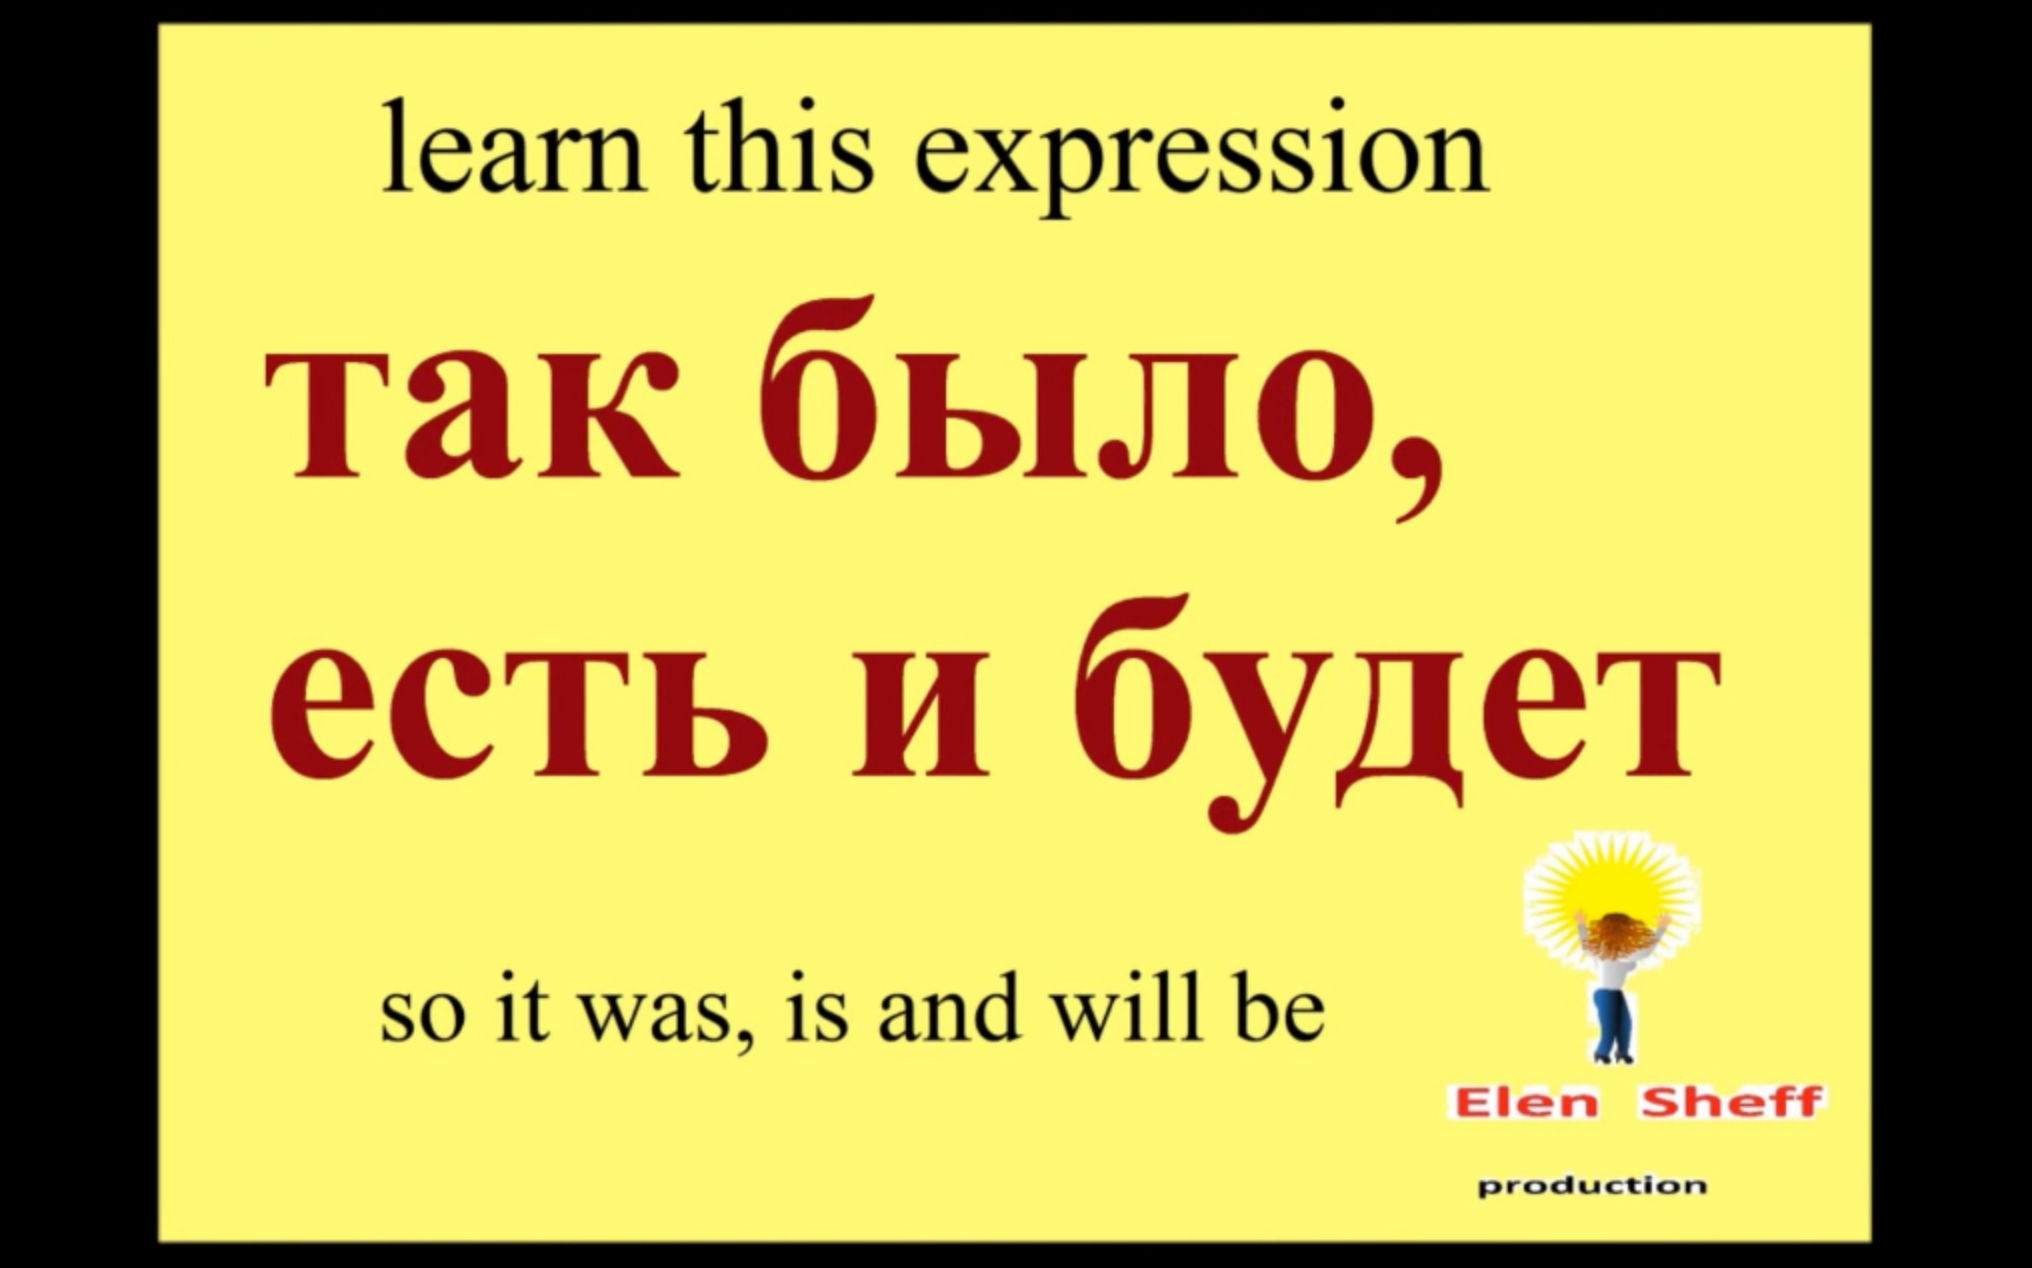 learn this expression
так было,
есть и будет
so it was, is and will be
Elen Sheff
production